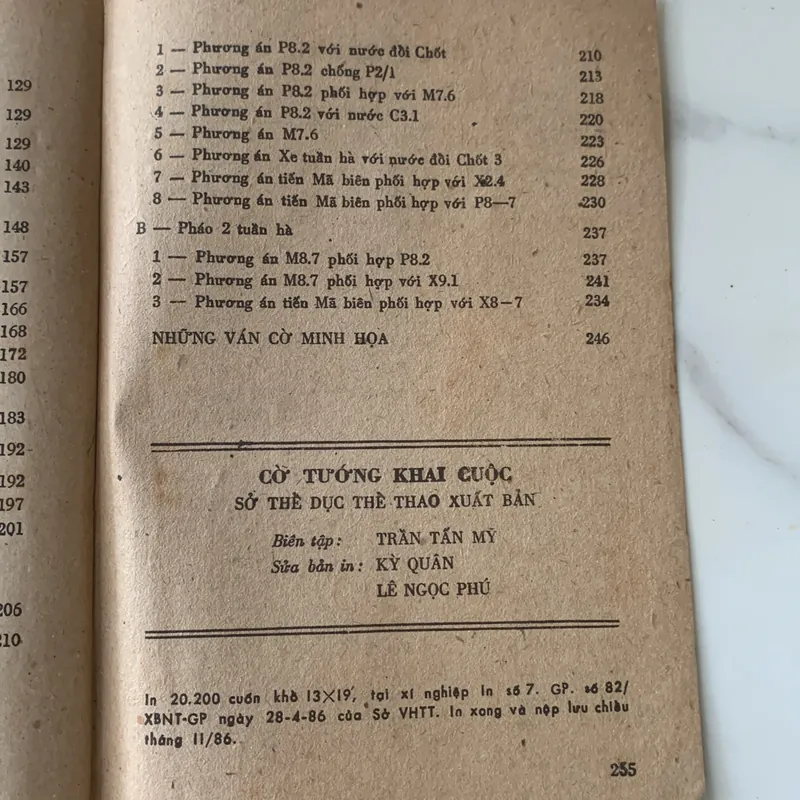 129
129
129
140
143
148
157
157
166
168
172
180
183
192
192
197
201
206
210
1 — Phương án P8.2 với nước đồi Chốt 210
2 — Phương án P8.2 chống P2/1 213
3 — Phương án P8.2 phối hợp với M7.6 218
4 — Phương án P8.2 với nước C3.1 220
5 — Phương án M7.6 223
6 — Phương án Xe tuần hà với nước đồi Chốt 3 226
7 — Phương án tiến Mã biên phối hợp với X2.4 228
8 — Phương án tiến Mã biên phối hợp với P8—7 230
B — Pháo 2 tuần hà 237
1 — Phương án M8.7 phối hợp P8.2 237
2 — Phương án M8.7 phối hợp với X9.1 241
3 — Phương án tiến Mã biên phối hợp với X8—7 234
NHỮNG VÁN CỜ MINH HỌA 246
CỜ TƯỚNG KHAI CUỘC
SỞ THỀ DỤC THỀ THAO XUẤT BẢN
Biên tập: TRẦN TẤN MỸ
Sửa bản in: KỲ QUÂN
LÊ NGỌC PHÚ
In 20.200 cuốn khồ 13×19, tại xí nghiệp In số 7. GP. số 82/
XBNT-GP ngày 28-4-86 của Sở VHTT. In xong và nộp lưu chiều
tháng 11/86.
255